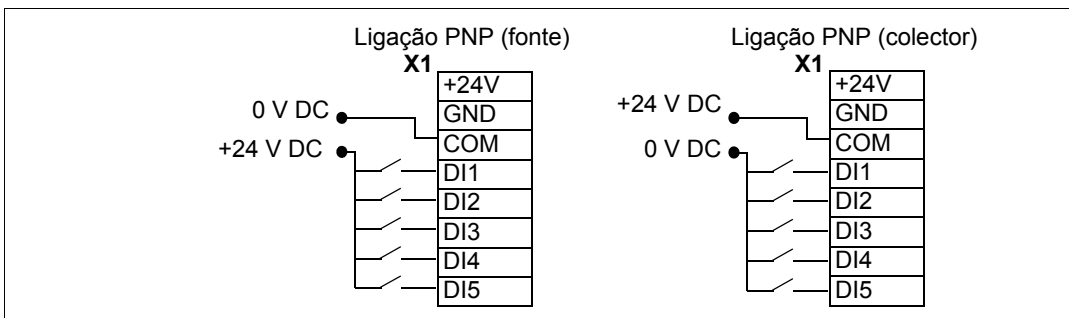 Ligação PNP (fonte)
X1
+24V
GND
COM
DI1
DI2
DI3
DI4
DI5
0 V DC
+24 V DC
Ligação PNP (colector)
X1
+24V
GND
COM
DI1
DI2
DI3
DI4
DI5
+24 V DC
0 V DC